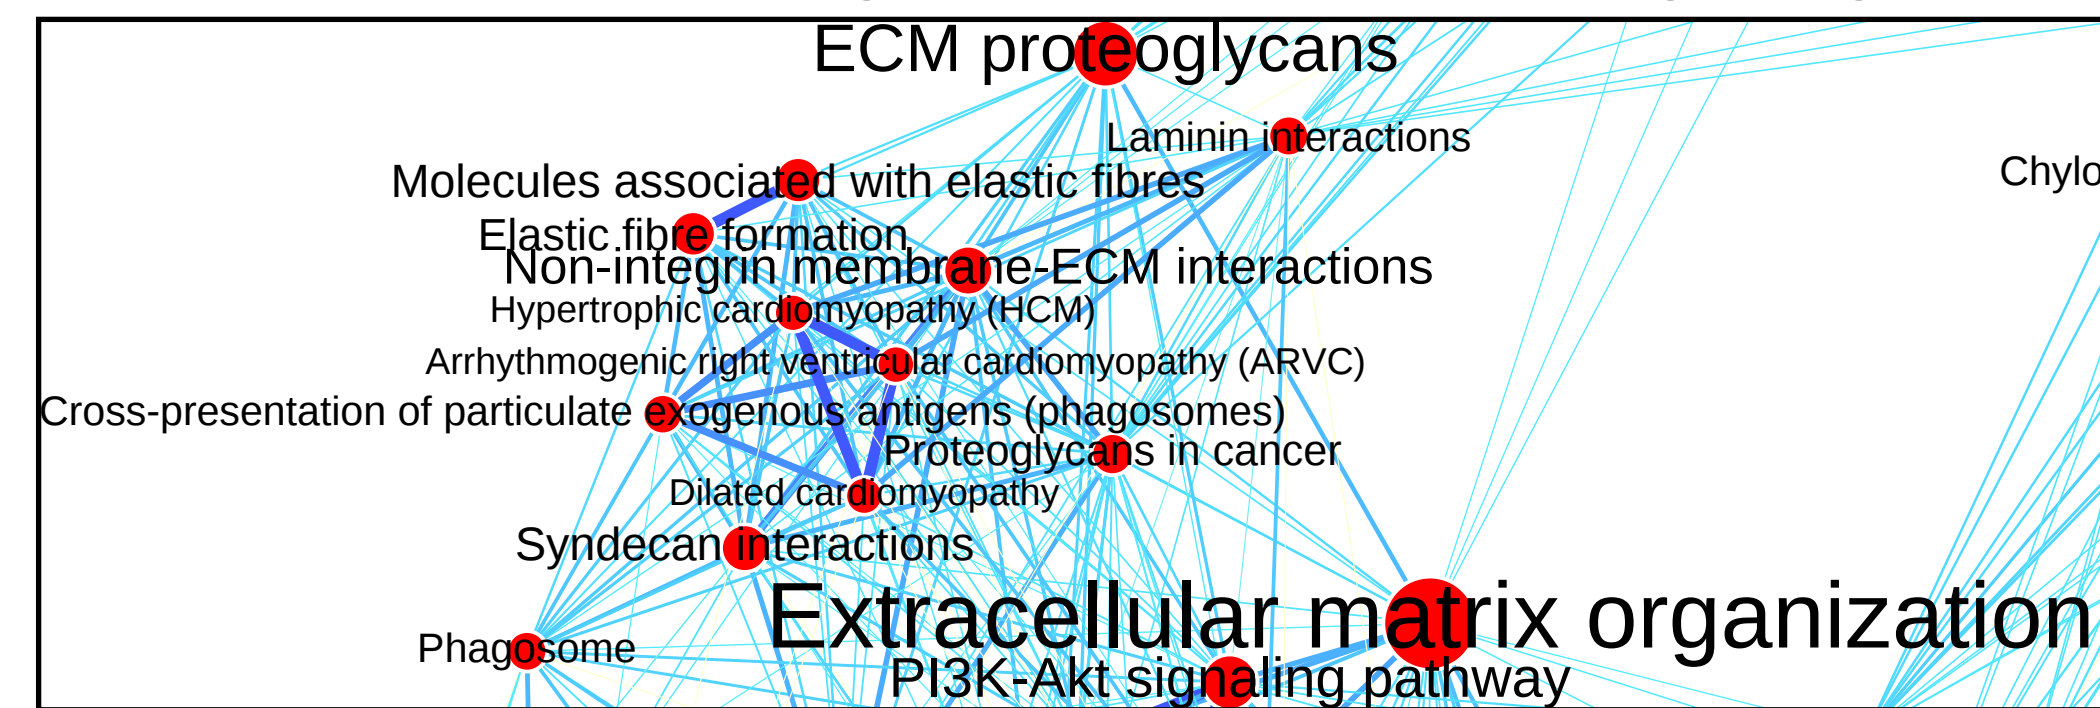 ECM proteoglycans
Laminin interactions
Chylo
Molecules associated with elastic fibres
Elastic fibre formation
Non-integrin membrane-ECM interactions
Hypertrophic cardiomyopathy (HCM)
Arrhythmogenic right ventricular cardiomyopathy (ARVC)
Cross-presentation of particulate exogenous antigens (phagosomes)
Proteoglycans in cancer
Dilated cardiomyopathy
Syndecan interactions
Extracellular matrix organization
Phagosome
PI3K-Akt signaling pathway